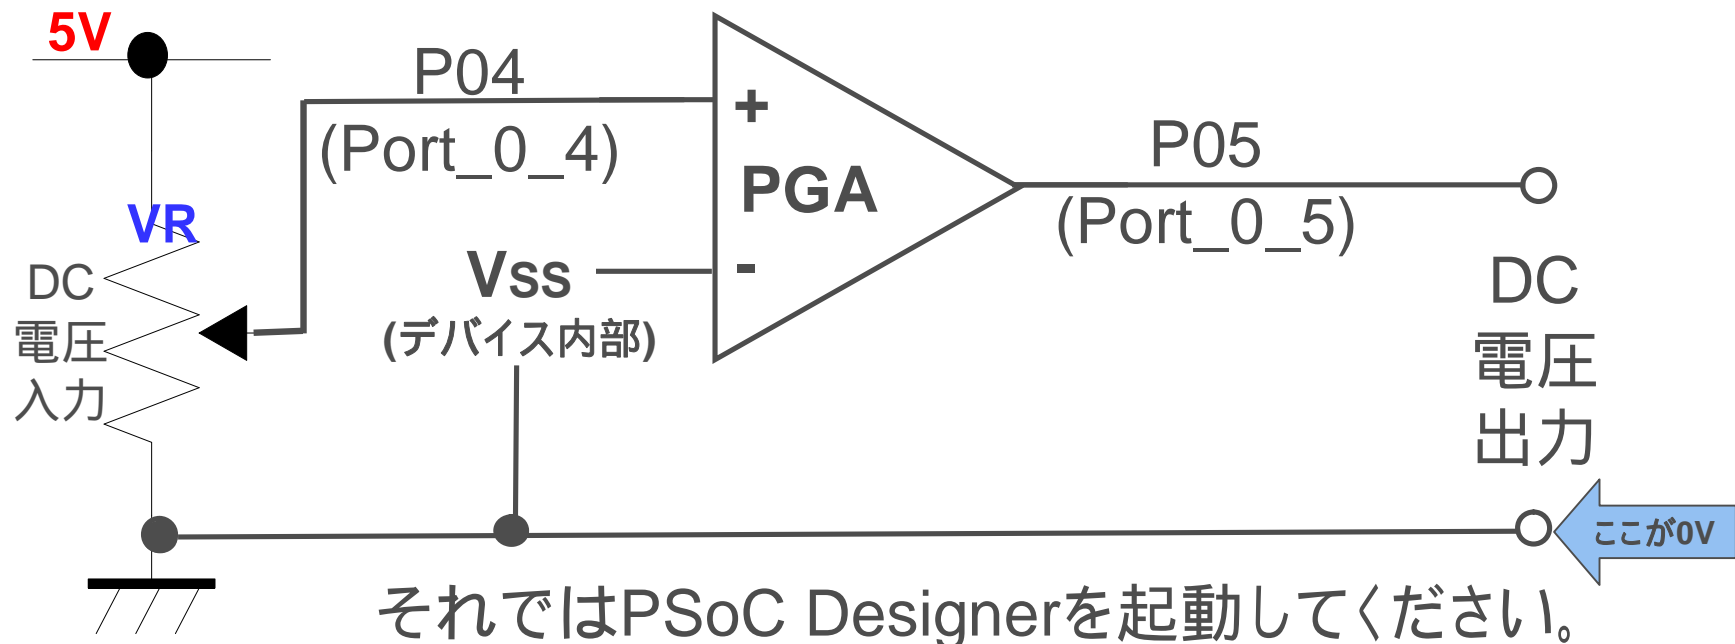 5V
P04
(Port_0_4)
+
PGA
-
P05
(Port_0_5)
VR
DC
電圧
入力
VSS
(デバイス内部)
DC
電圧
出力
ここが0V
それではPSoC Designerを起動してください。